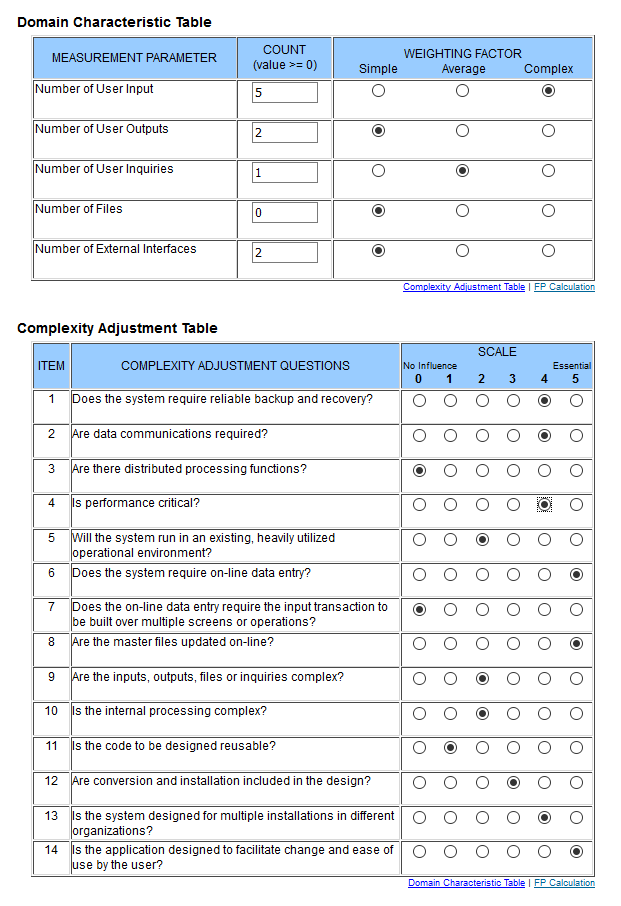 Domain Characteristic Table
MEASUREMENT PARAMETER
COUNT
(value >= 0)
WEIGHTING FACTOR
Simple Average Complex
Number of User Input 5
Number of User Outputs 2
Number of User Inquiries 1
Number of Files 0
Number of External Interfaces 2
Complexity Adjustment Table | FP Calculation
Complexity Adjustment Table
ITEM
COMPLEXITY ADJUSTMENT QUESTIONS
SCALE
No Influence Essential
0 1 2 3 4 5
1 Does the system require reliable backup and recovery?
2 Are data communications required?
3 Are there distributed processing functions?
4 Is performance critical?
5 Will the system run in an existing, heavily utilized
operational environment?
6 Does the system require on-line data entry?
7 Does the on-line data entry require the input transaction to
be built over multiple screens or operations?
8 Are the master files updated on-line?
9 Are the inputs, outputs, files or inquiries complex?
10 Is the internal processing complex?
11 Is the code to be designed reusable?
12 Are conversion and installation included in the design?
13 Is the system designed for multiple installations in different
organizations?
14 Is the application designed to facilitate change and ease of
use by the user?
Domain Characteristic Table | FP Calculation